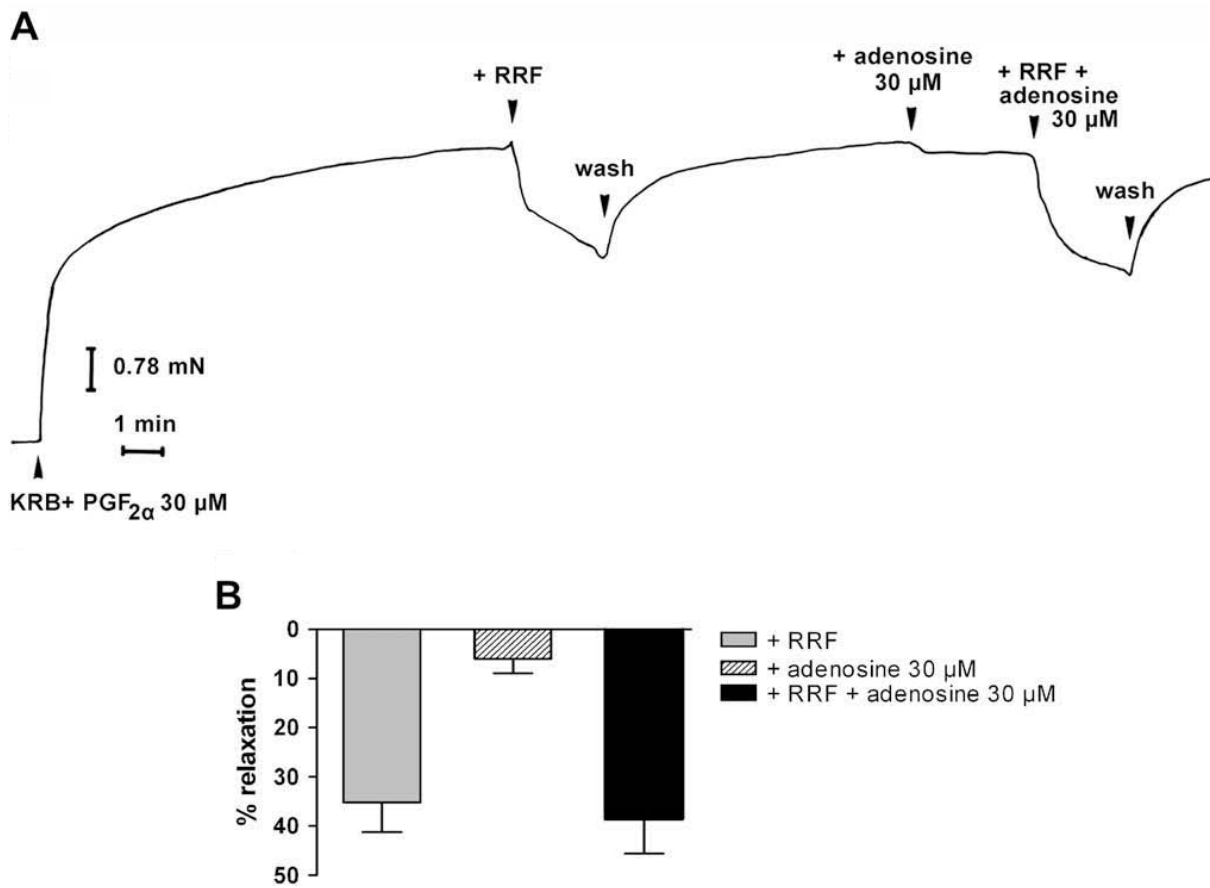 A
+ RRF
wash
+ adenosine
30 µM
+ RRF +
adenosine
30 µM
wash
0.78 mN
1 min
KRB+ PGF2α 30 µM
B
% relaxation
0
10
20
30
40
50
+ RRF
+ adenosine 30 µM
+ RRF + adenosine 30 µM